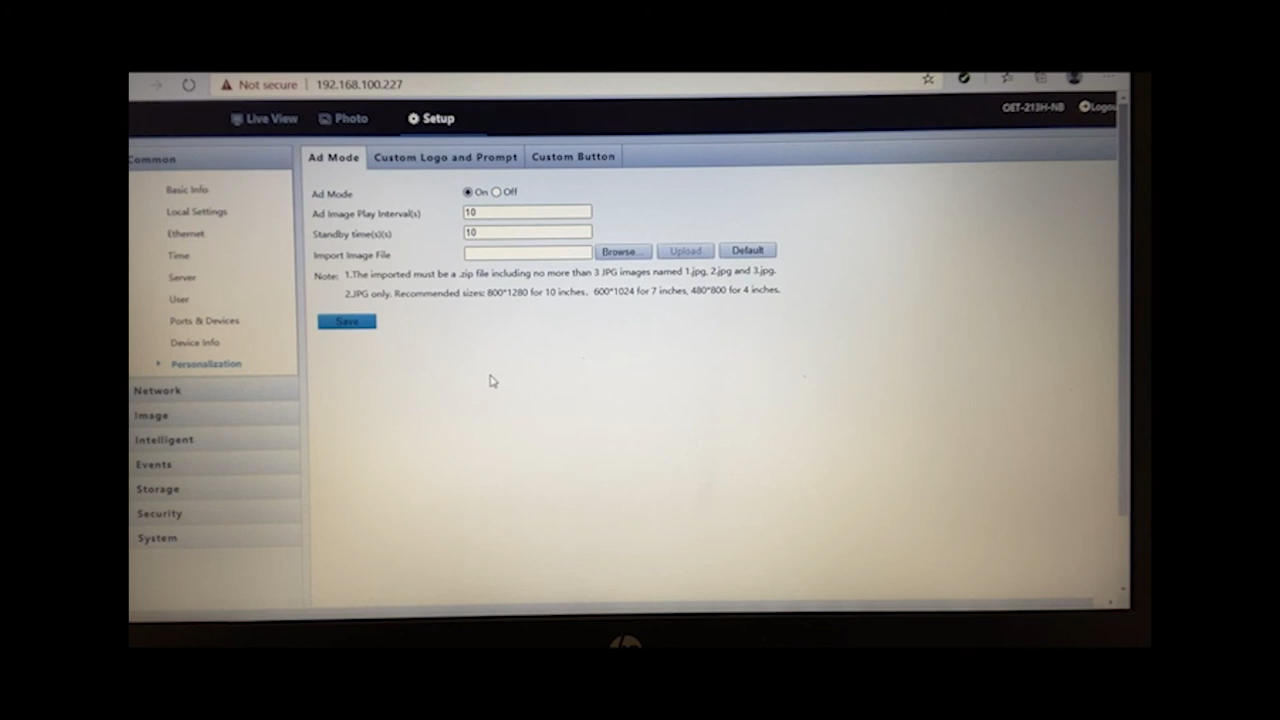 Not secure | 192.168.100.227
Live View Photo Setup OET-213H-NB
Common
Basic Info
Local Settings
Ethernet
Time
Server
User
Ports & Devices
Device Info
Personalization
Network
Image
Intelligent
Events
Storage
Security
System
Ad Mode Custom Logo and Prompt Custom Button
Ad Mode On Off
Ad Image Play Interval(s) 10
Standby time(s)(s) 10
Import Image File Browse... Upload Default
Note: 1.The imported must be a .zip file including no more than 3 JPG images named 1.jpg, 2.jpg and 3.jpg.
2.JPG only. Recommended sizes: 800*1280 for 10 inches, 600*1024 for 7 inches, 480*800 for 4 inches.
Save
hp